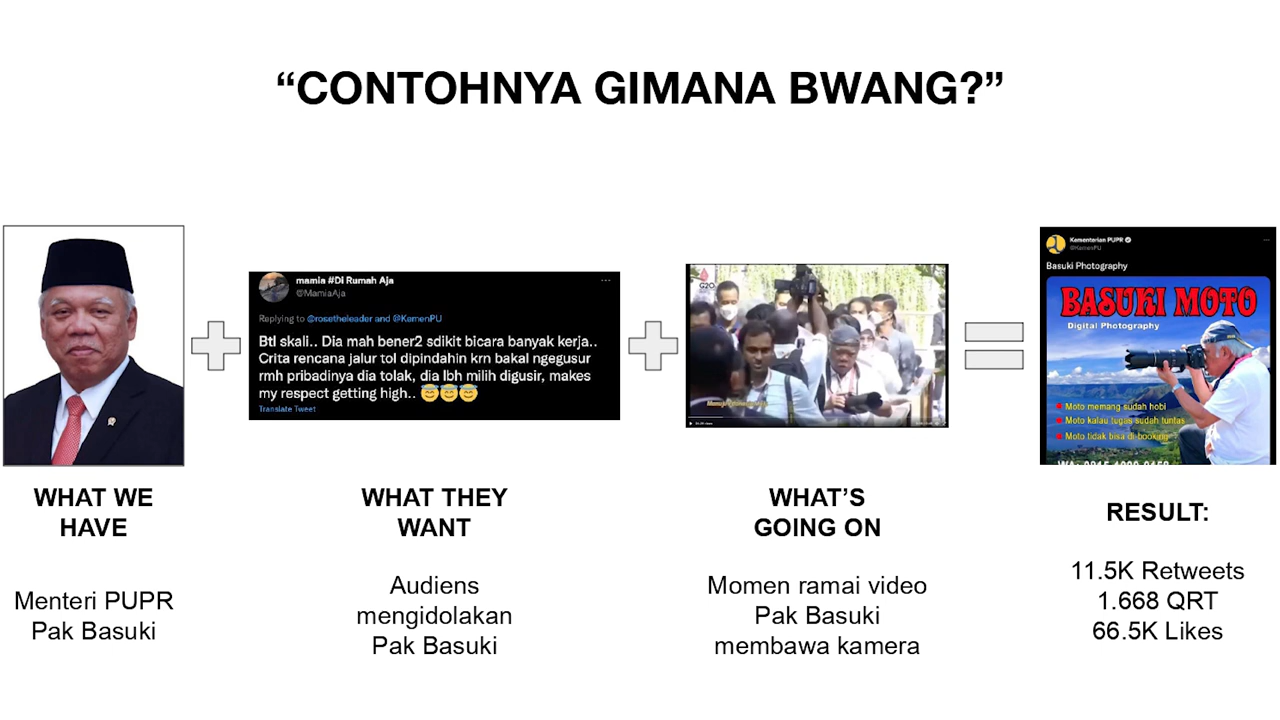 “CONTOHNYA GIMANA BWANG?”
mamia #Di Rumah Aja
@MamiaAja
Replying to @rosetheleader and @KemenPU
Btl skali.. Dia mah bener2 sdikit bicara banyak kerja..
Crita rencana jalur tol dipindahin krn bakal ngegusur
rmh pribadinya dia tolak, dia lbh milih digusir, makes
my respect getting high..
Translate Tweet
G20
Kementerian PUPR
@KemenPU
Basuki Photography
BASUKI MOTO
Digital Photography
Moto memang sudah hobi
Moto kalau tugas sudah tuntas
Moto tidak bisa di-booking
WHAT WE
HAVE
Menteri PUPR
Pak Basuki
WHAT THEY
WANT
Audiens
mengidolakan
Pak Basuki
WHAT’S
GOING ON
Momen ramai video
Pak Basuki
membawa kamera
RESULT:
11.5K Retweets
1.668 QRT
66.5K Likes